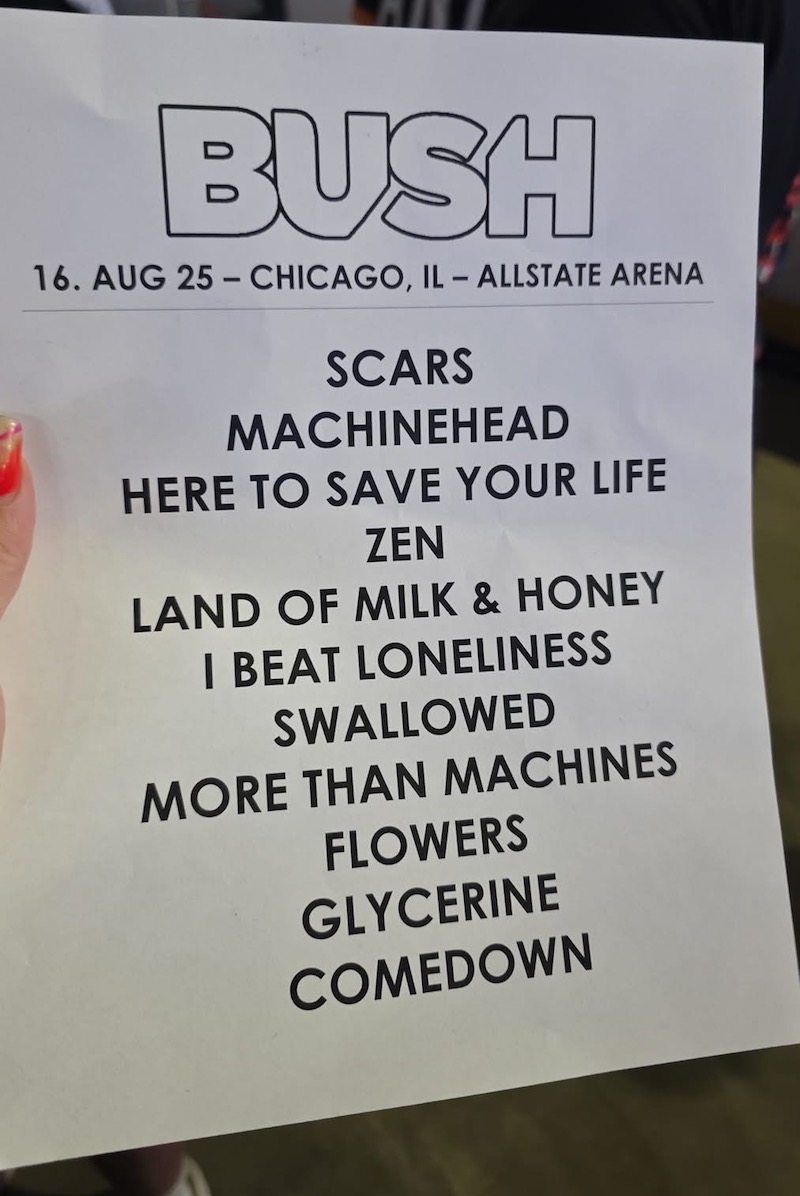 BUSH
16. AUG 25 – CHICAGO, IL – ALLSTATE ARENA
SCARS
MACHINEHEAD
HERE TO SAVE YOUR LIFE
ZEN
LAND OF MILK & HONEY
I BEAT LONELINESS
SWALLOWED
MORE THAN MACHINES
FLOWERS
GLYCERINE
COMEDOWN